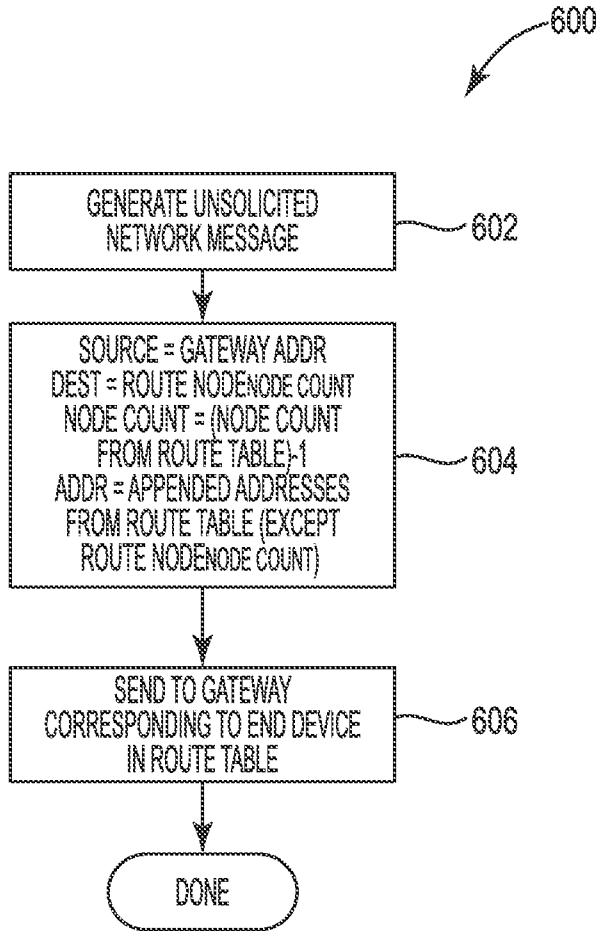 600
GENERATE UNSOLICITED
NETWORK MESSAGE
602
SOURCE = GATEWAY ADDR
DEST = ROUTE NODENODE COUNT
NODE COUNT = (NODE COUNT
FROM ROUTE TABLE)-1
ADDR = APPENDED ADDRESSES
FROM ROUTE TABLE (EXCEPT
ROUTE NODENODE COUNT)
604
SEND TO GATEWAY
CORRESPONDING TO END DEVICE
IN ROUTE TABLE
606
DONE